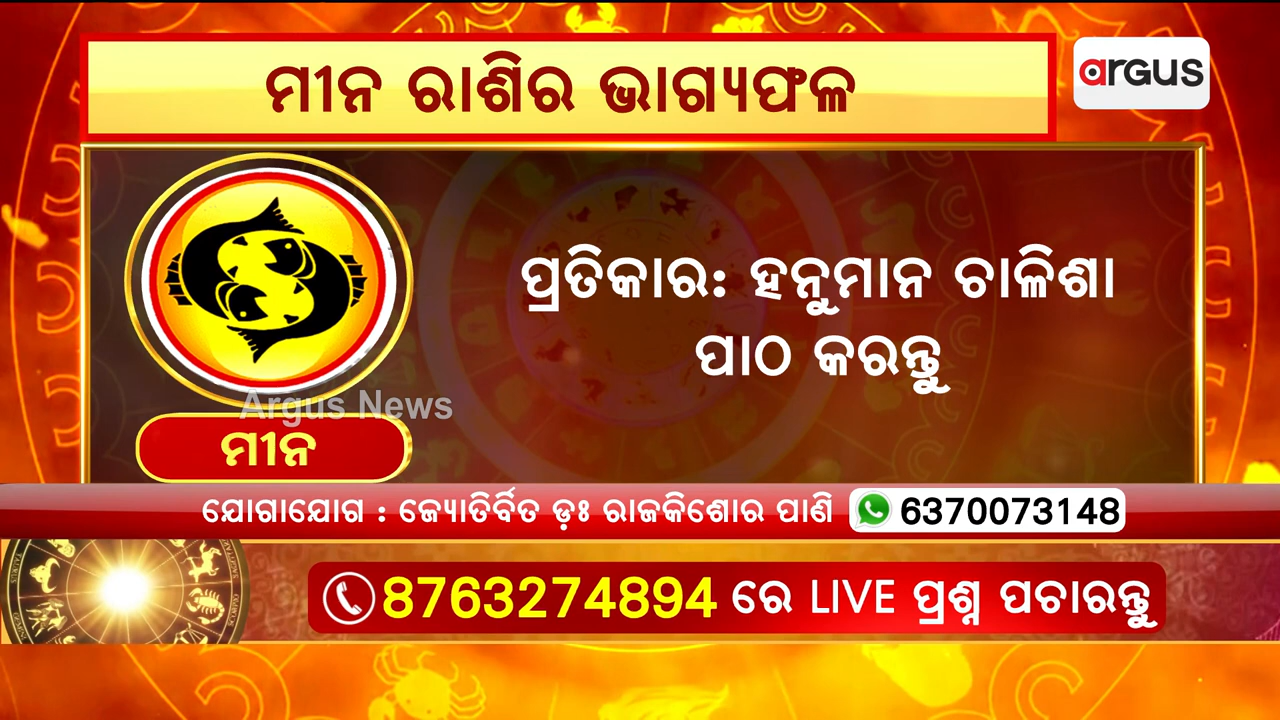 ମୀନ ରାଶିର ଭାଗ୍ୟଫଳ
argus
ପ୍ରତିକାର: ହନୁମାନ ଚାଳିଶା
ପାଠ କରନ୍ତୁ
Argus News
ମୀନ
ଯୋଗାଯୋଗ : ଜ୍ୟୋତିର୍ବିତ ଡ଼ଃ ରାଜକିଶୋର ପାଣି 6370073148
8763274894 ରେ LIVE ପ୍ରଶ୍ନ ପଚାରନ୍ତୁ